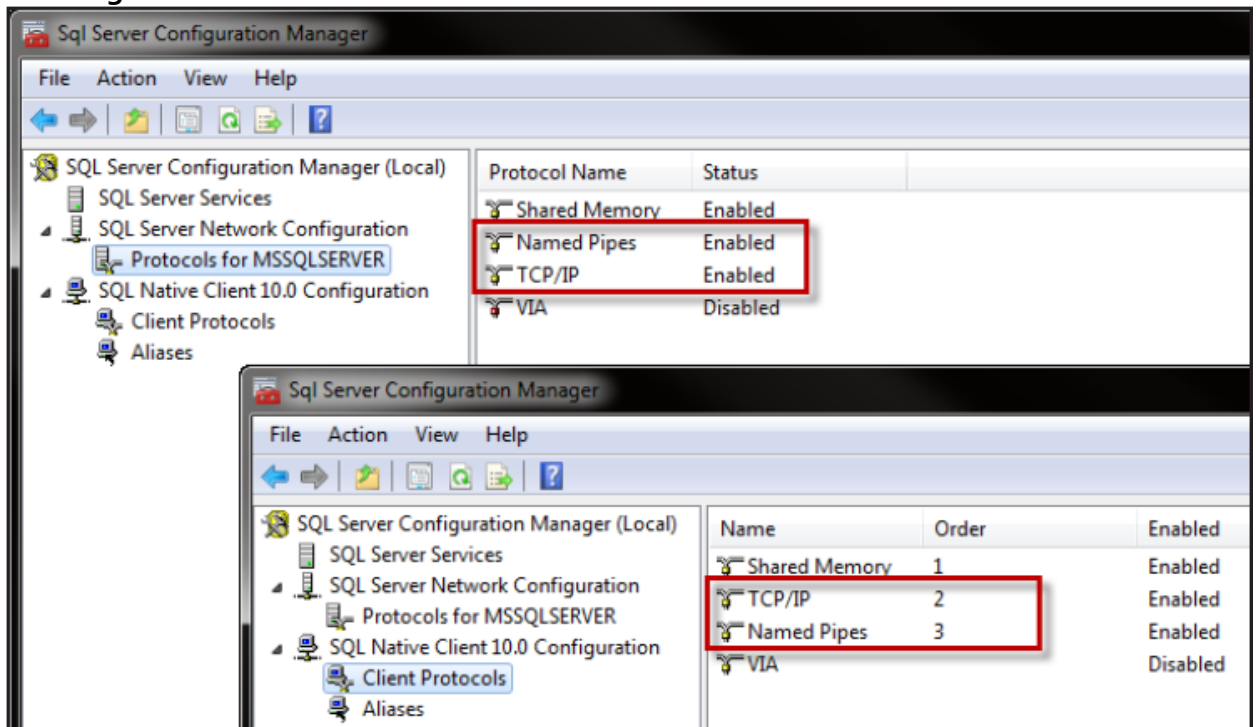 Sql Server Configuration Manager
File Action View Help
SQL Server Configuration Manager (Local)
SQL Server Services
SQL Server Network Configuration
Protocols for MSSQLSERVER
SQL Native Client 10.0 Configuration
Client Protocols
Aliases
Protocol Name Status
Shared Memory Enabled
Named Pipes Enabled
TCP/IP Enabled
VIA Disabled
Sql Server Configuration Manager
File Action View Help
SQL Server Configuration Manager (Local)
SQL Server Services
SQL Server Network Configuration
Protocols for MSSQLSERVER
SQL Native Client 10.0 Configuration
Client Protocols
Aliases
Name Order Enabled
Shared Memory 1 Enabled
TCP/IP 2 Enabled
Named Pipes 3 Enabled
VIA Disabled